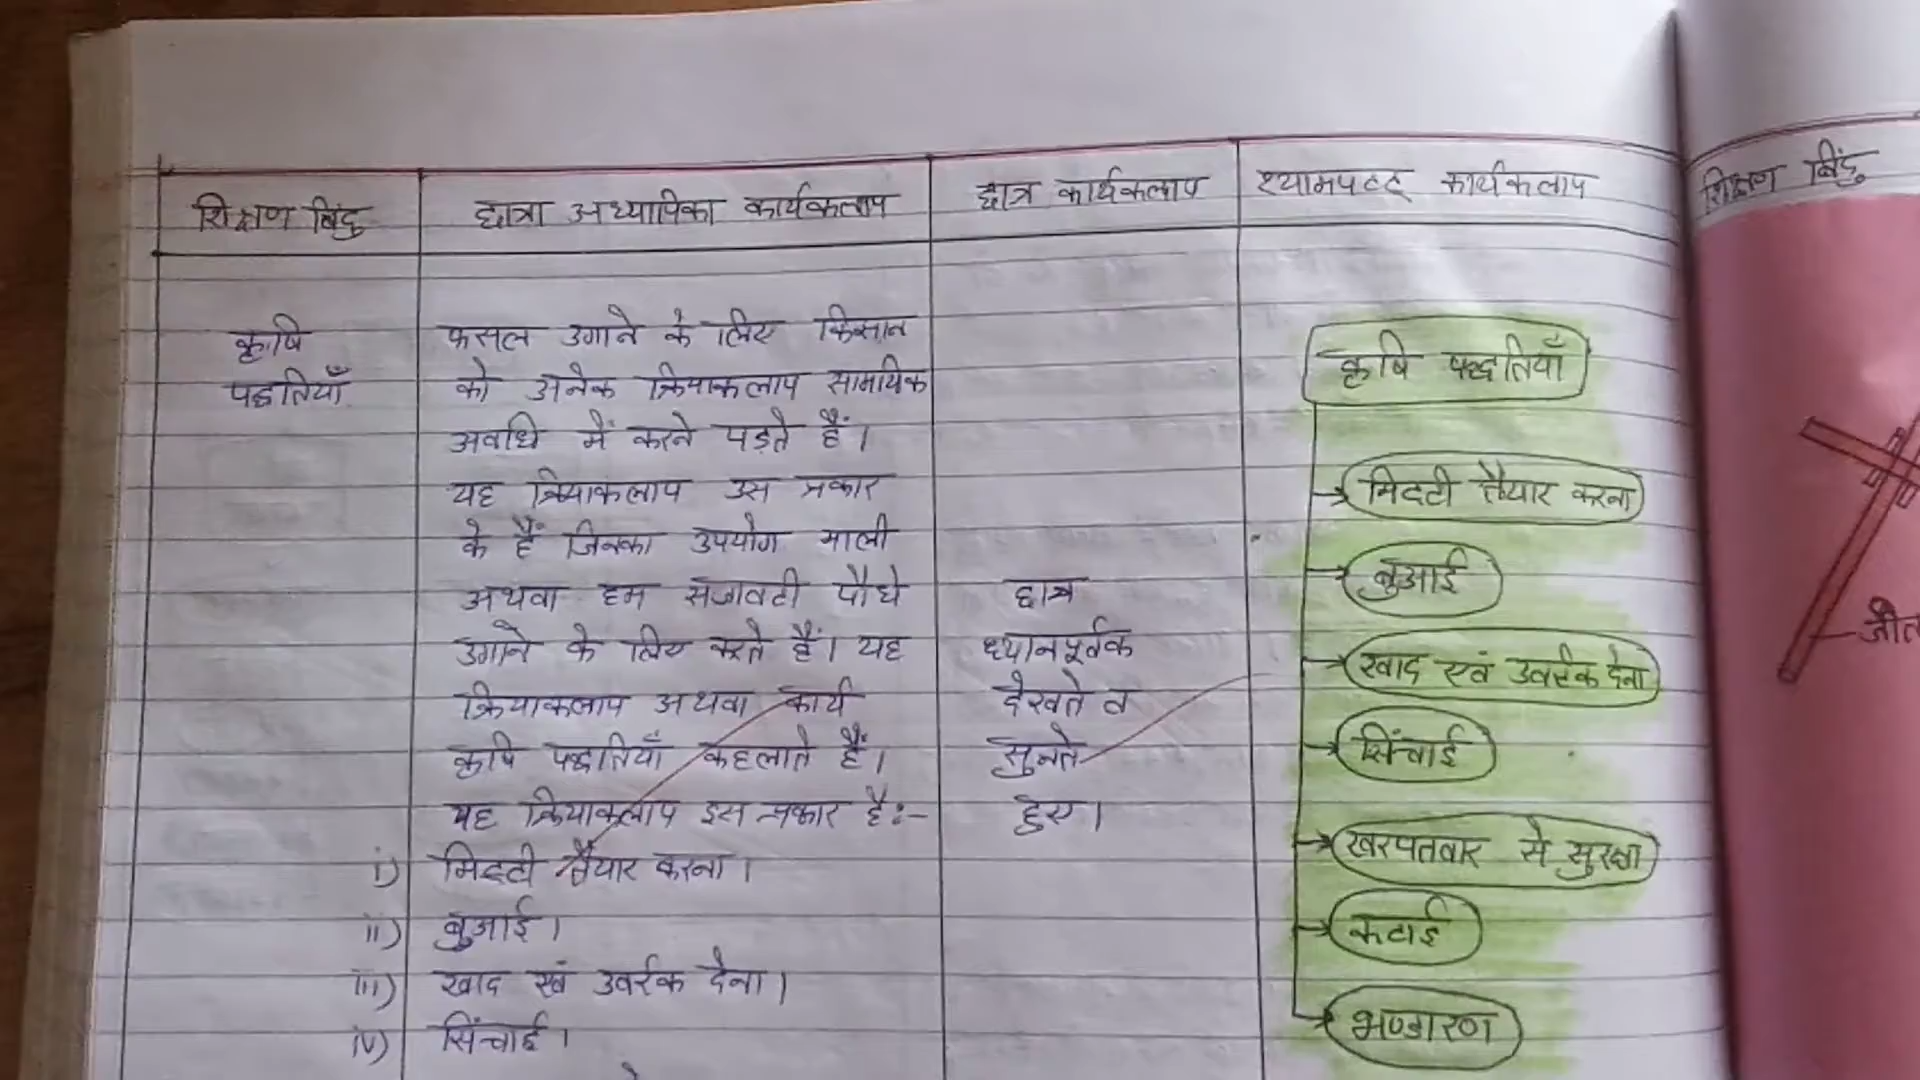 शिक्षण बिंदु
छात्रा अध्यापिका कार्यकलाप
छात्र कार्यकलाप
श्यामपटट् कार्यकलाप
कृषि
पद्धतियाँ
फसल उगाने के लिए किसान
को अनेक क्रियाकलाप सामयिक
अवधि में करने पड़ते हैं।
यह क्रियाकलाप उस प्रकार
के हैं जिनका उपयोग माली
अथवा हम सजावटी पौधे
उगाने के लिए करते हैं। यह
क्रियाकलाप अथवा कार्य
कृषि पद्धतियाँ कहलाते हैं।
यह क्रियाकलाप इस प्रकार है:-
i) मिटटी तैयार करना।
ii) बुआई।
iii) खाद एवं उर्वरक देना।
iv) सिंचाई।
छात्र
ध्यानपूर्वक
देखते व
सुनते
हुए।
कृषि पद्धतियाँ
मिटटी तैयार करना
बुआई
खाद एवं उर्वरक देना
सिंचाई
खरपतवार से सुरक्षा
कटाई
भण्डारण
शिक्षण बिंदु